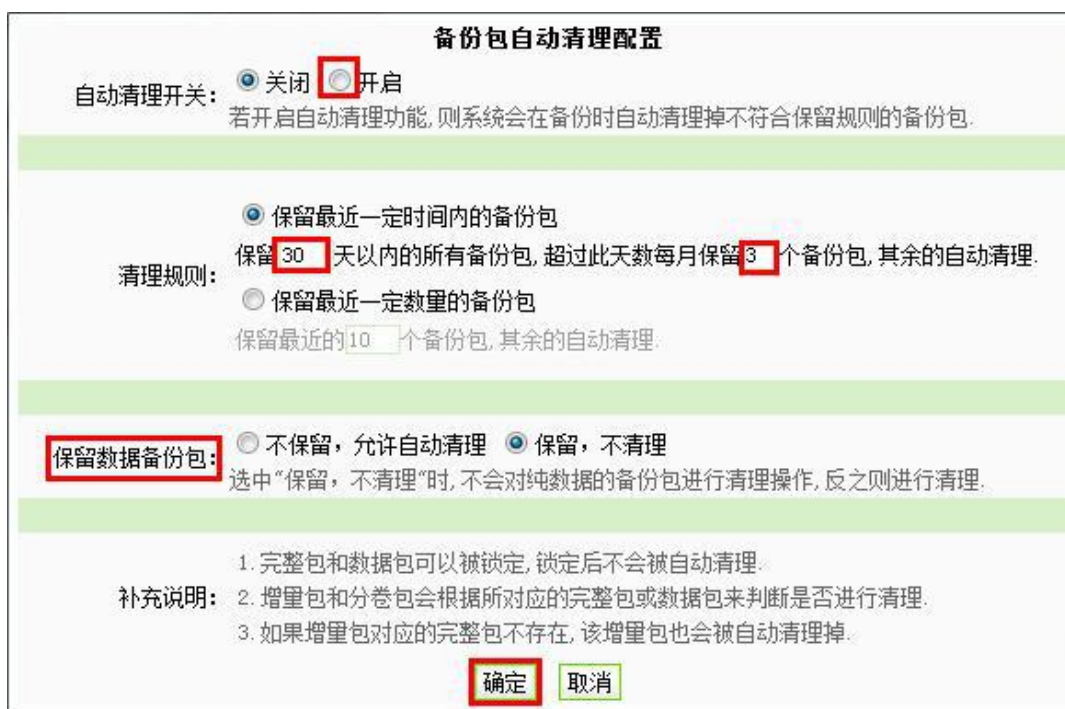 备份包自动清理配置
自动清理开关： 关闭 开启
若开启自动清理功能, 则系统会在备份时自动清理掉不符合保留规则的备份包.
保留最近一定时间内的备份包
保留 30 天以内的所有备份包, 超过此天数每月保留 3 个备份包, 其余的自动清理.
清理规则：
保留最近一定数量的备份包
保留最近的 10 个备份包, 其余的自动清理.
保留数据备份包： 不保留，允许自动清理 保留，不清理
选中“保留，不清理“时, 不会对纯数据的备份包进行清理操作, 反之则进行清理.
1. 完整包和数据包可以被锁定, 锁定后不会被自动清理.
补充说明： 2. 增量包和分卷包会根据所对应的完整包或数据包来判断是否进行清理.
3. 如果增量包对应的完整包不存在, 该增量包也会被自动清理掉.
确定 取消